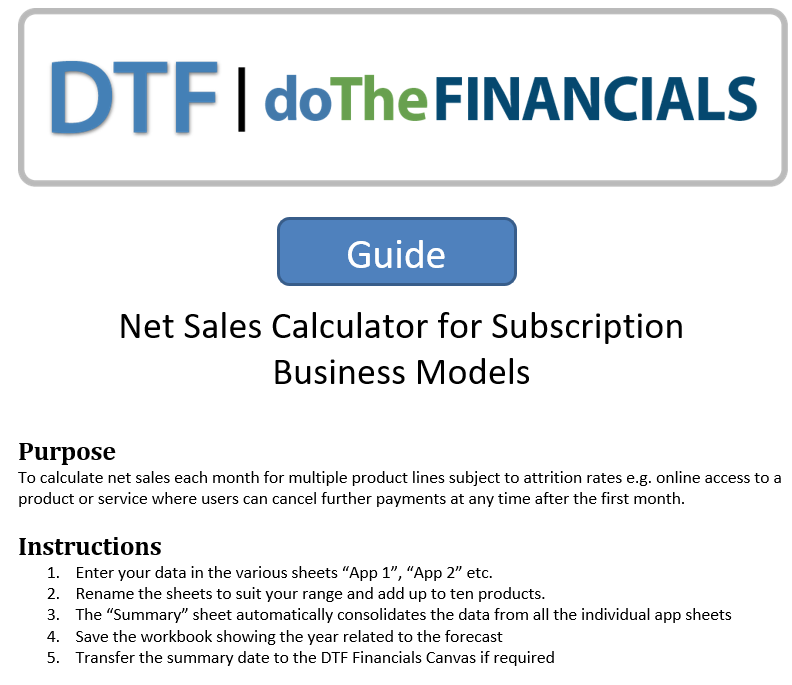 DTF | doTheFINANCIALS
Guide
Net Sales Calculator for Subscription
Business Models
Purpose
To calculate net sales each month for multiple product lines subject to attrition rates e.g. online access to a
product or service where users can cancel further payments at any time after the first month.
Instructions
1. Enter your data in the various sheets “App 1”, “App 2” etc.
2. Rename the sheets to suit your range and add up to ten products.
3. The “Summary” sheet automatically consolidates the data from all the individual app sheets
4. Save the workbook showing the year related to the forecast
5. Transfer the summary date to the DTF Financials Canvas if required